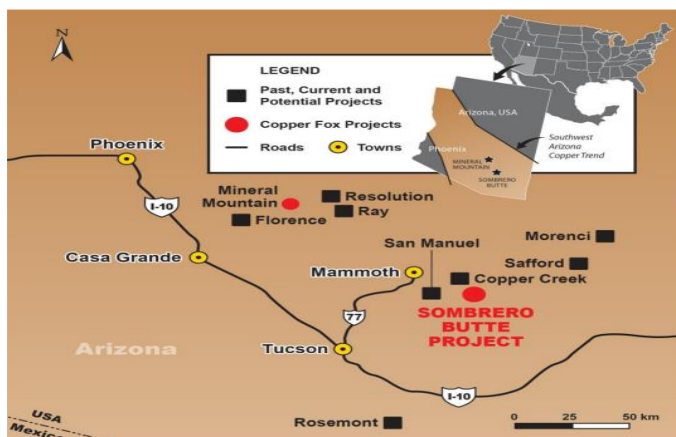 N
LEGEND
Past, Current and
Potential Projects
Copper Fox Projects
Roads
Towns
Arizona, USA
Phoenix
MINERAL
MOUNTAIN
SOMBRERO
BUTTE
Southwest
Arizona
Copper Trend
Phoenix
I-10
Mineral
Mountain
Resolution
Ray
Florence
Casa Grande
Mammoth
San Manuel
Morenci
Safford
Copper Creek
SOMBRERO
BUTTE
PROJECT
77
Arizona
Tucson
I-10
USA
Mexico
Rosemont
0 25 50 km